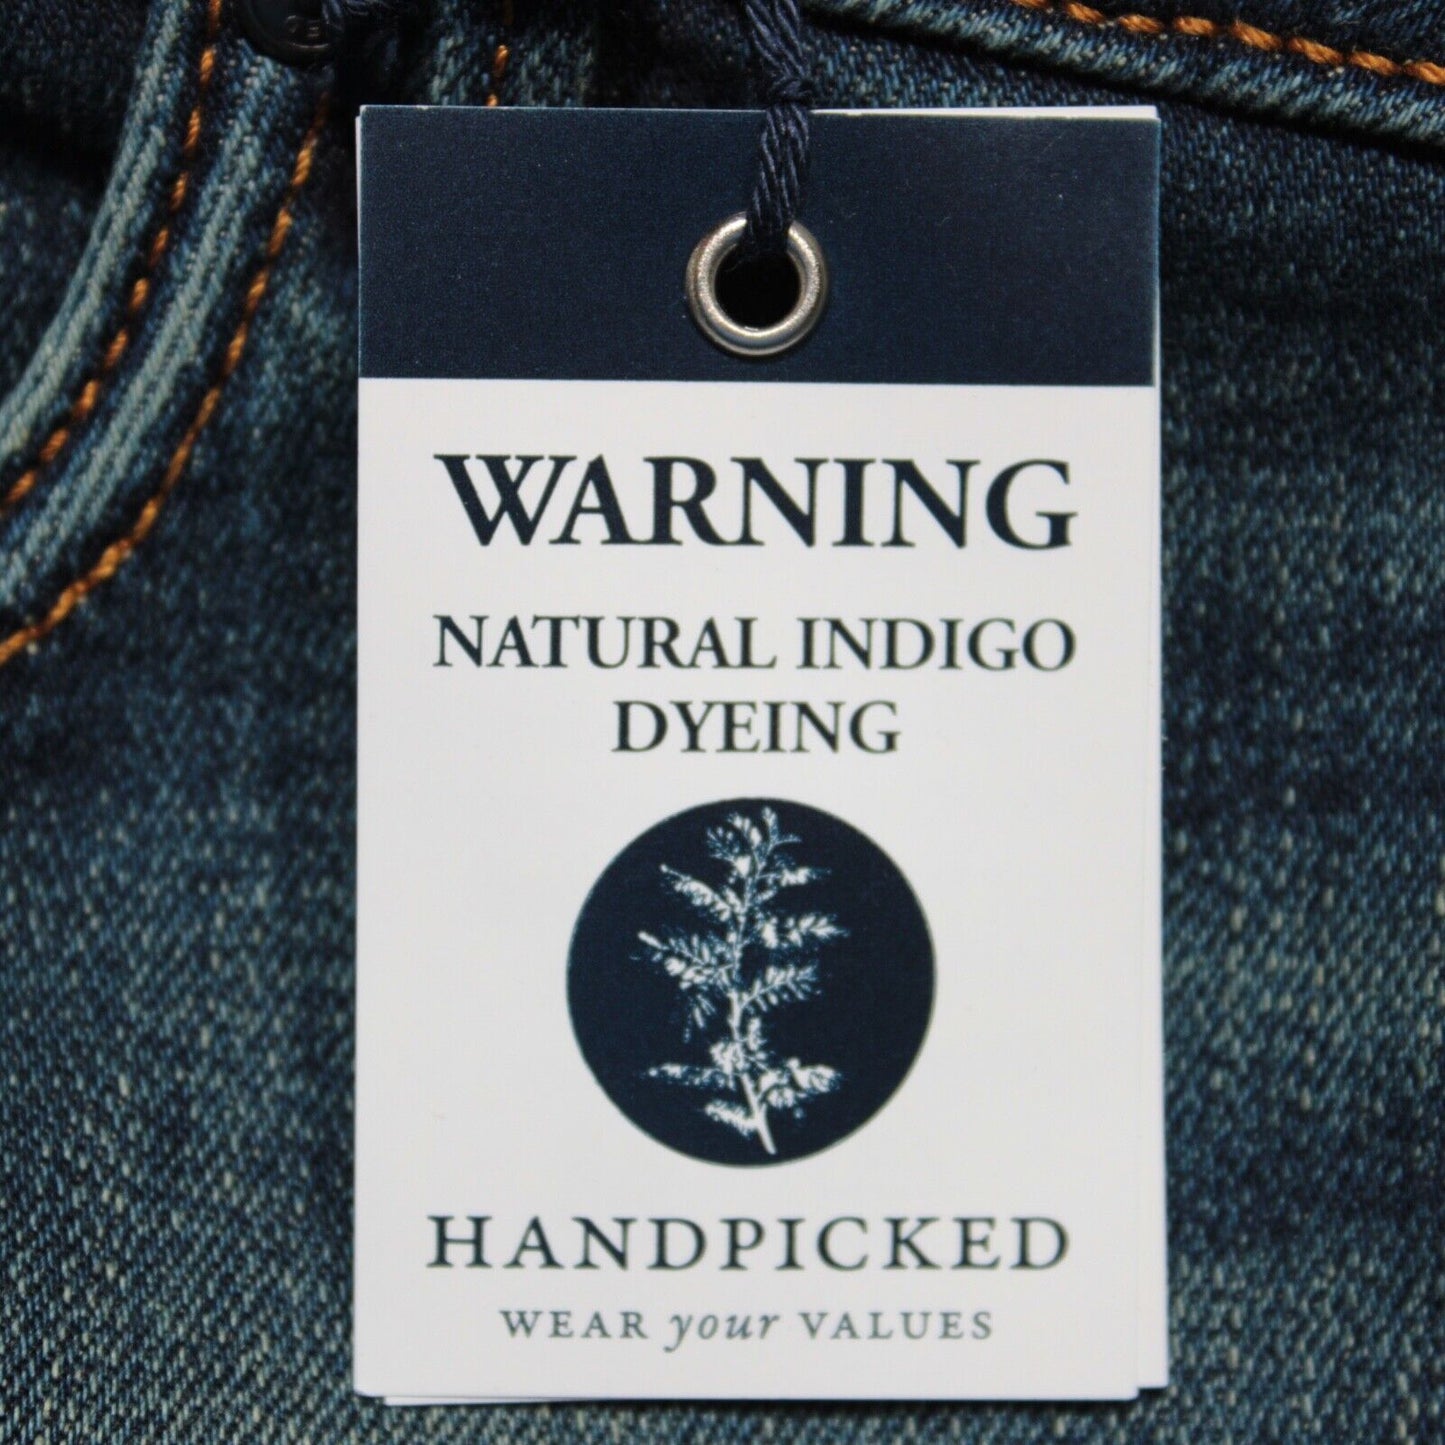 WARNING
NATURAL INDIGO
DYEING
HANDPICKED
WEAR your VALUES